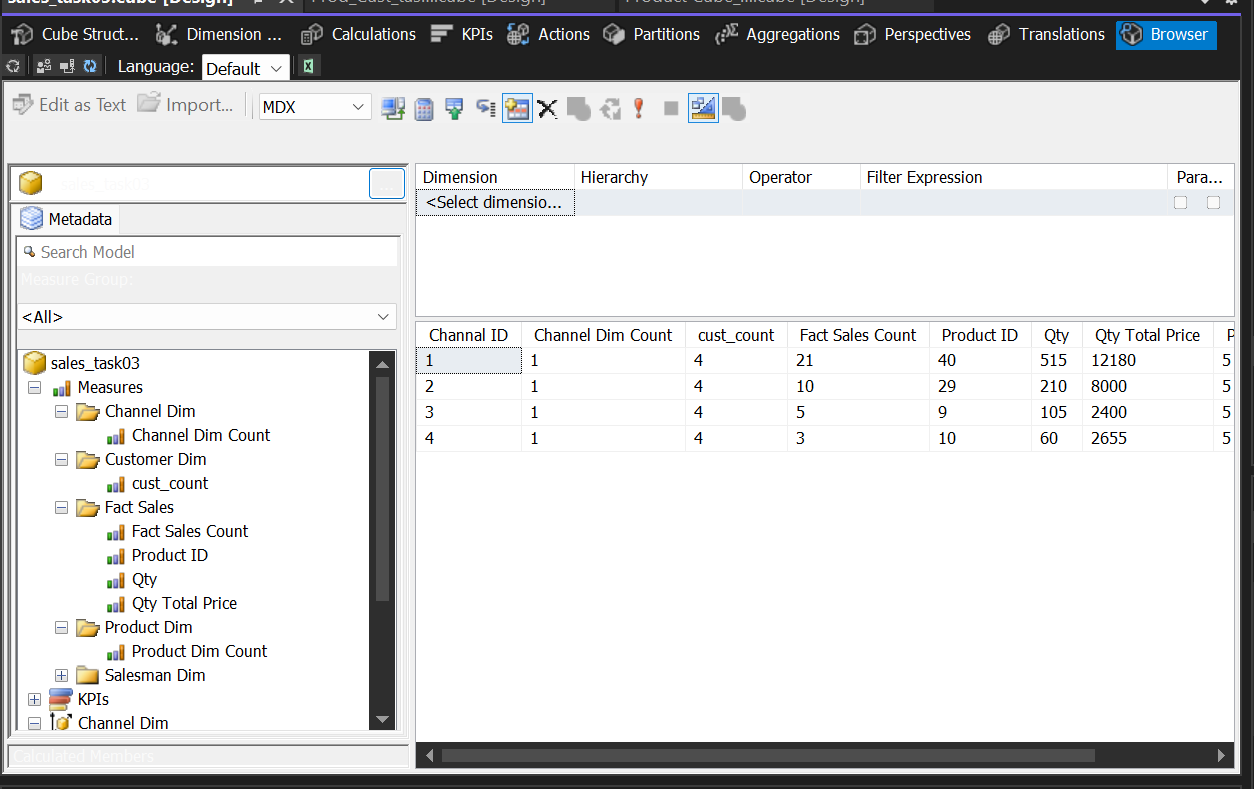 sales_task03.cube [Design]
Prod_Cust_task.cube [Design]
Cube Struct... Dimension ... Calculations KPIs Actions Partitions Aggregations Perspectives Translations Browser
Language: Default
Edit as Text Import... MDX
sales_task03
...
Metadata
Search Model
Measure Group:
<All>
sales_task03
Measures
Channel Dim
Channel Dim Count
Customer Dim
cust_count
Fact Sales
Fact Sales Count
Product ID
Qty
Qty Total Price
Product Dim
Product Dim Count
Salesman Dim
KPIs
Channel Dim
Calculated Members
Dimension Hierarchy Operator Filter Expression Para...
<Select dimensio...
Channal ID Channel Dim Count cust_count Fact Sales Count Product ID Qty Qty Total Price P
1 1 4 21 40 515 12180 5
2 1 4 10 29 210 8000 5
3 1 4 5 9 105 2400 5
4 1 4 3 10 60 2655 5